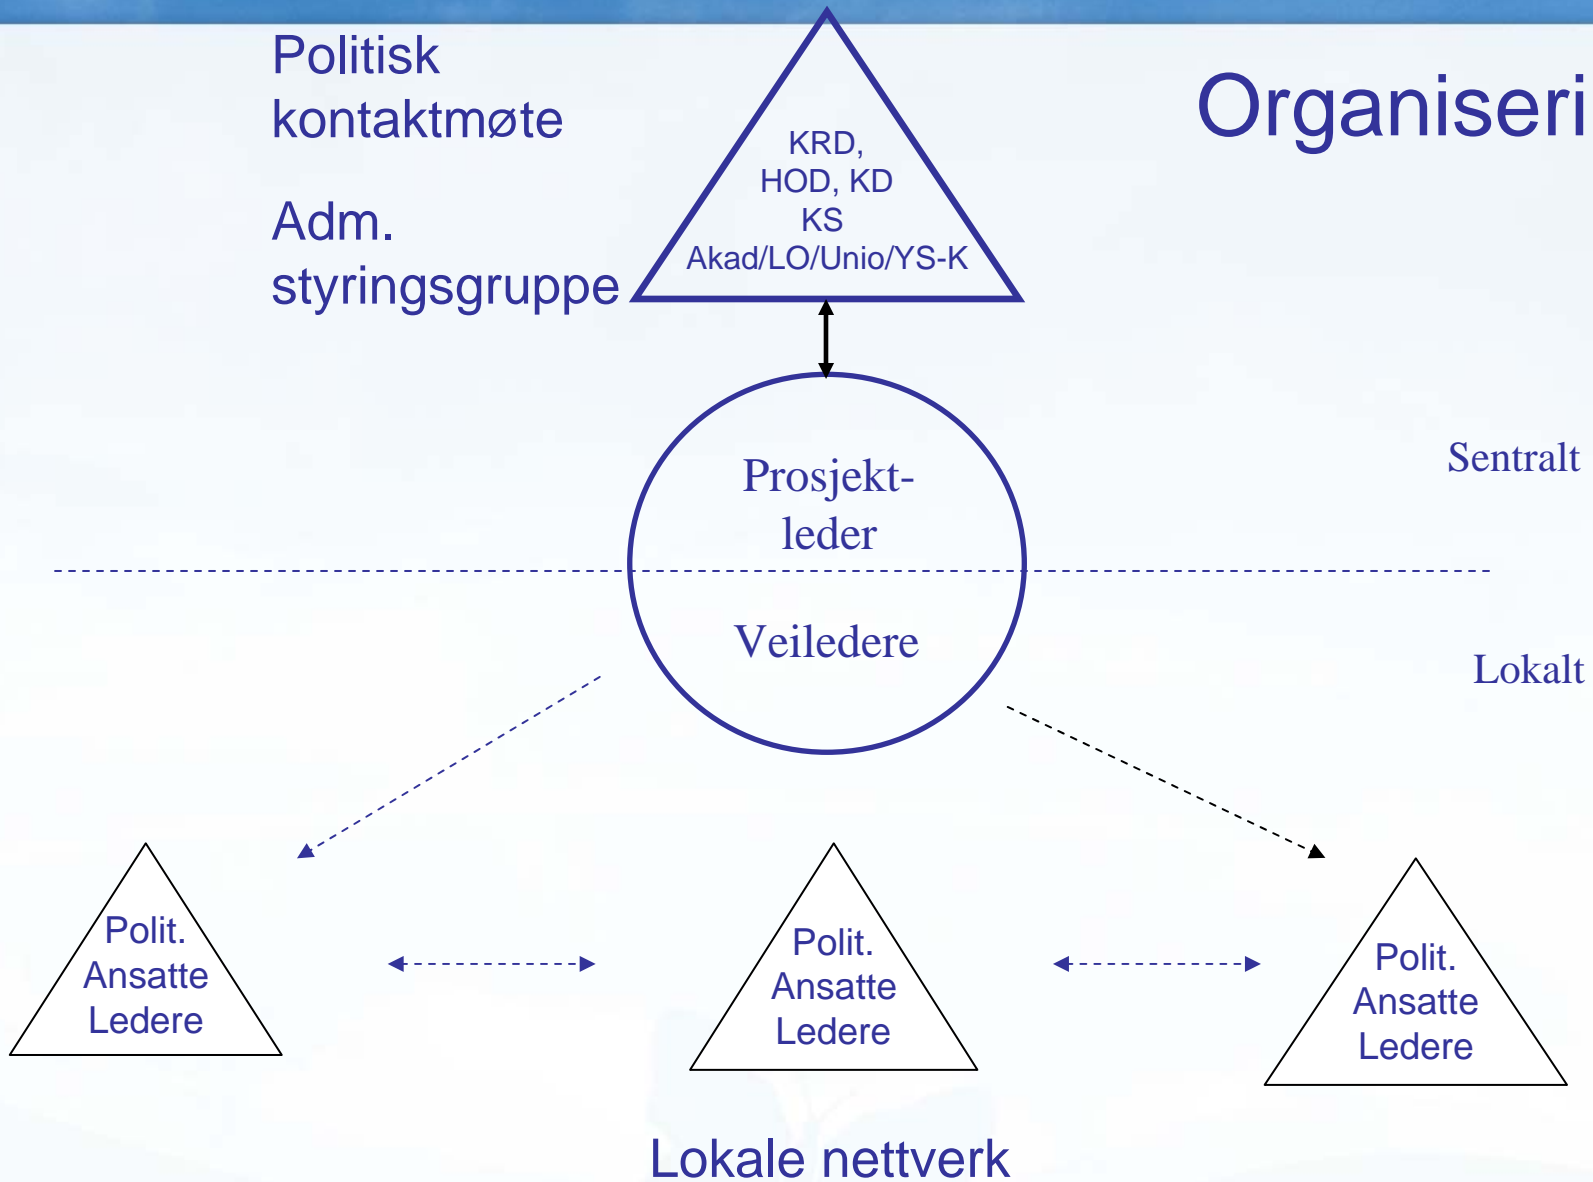 Politisk
kontaktmøte
Adm.
styringsgruppe
Organiseri
KRD,
HOD, KD
KS
Akad/LO/Unio/YS-K
Prosjekt-
leder
Sentralt
Veiledere
Lokalt
Polit.
Ansatte
Ledere
Polit.
Ansatte
Ledere
Polit.
Ansatte
Ledere
Lokale nettverk